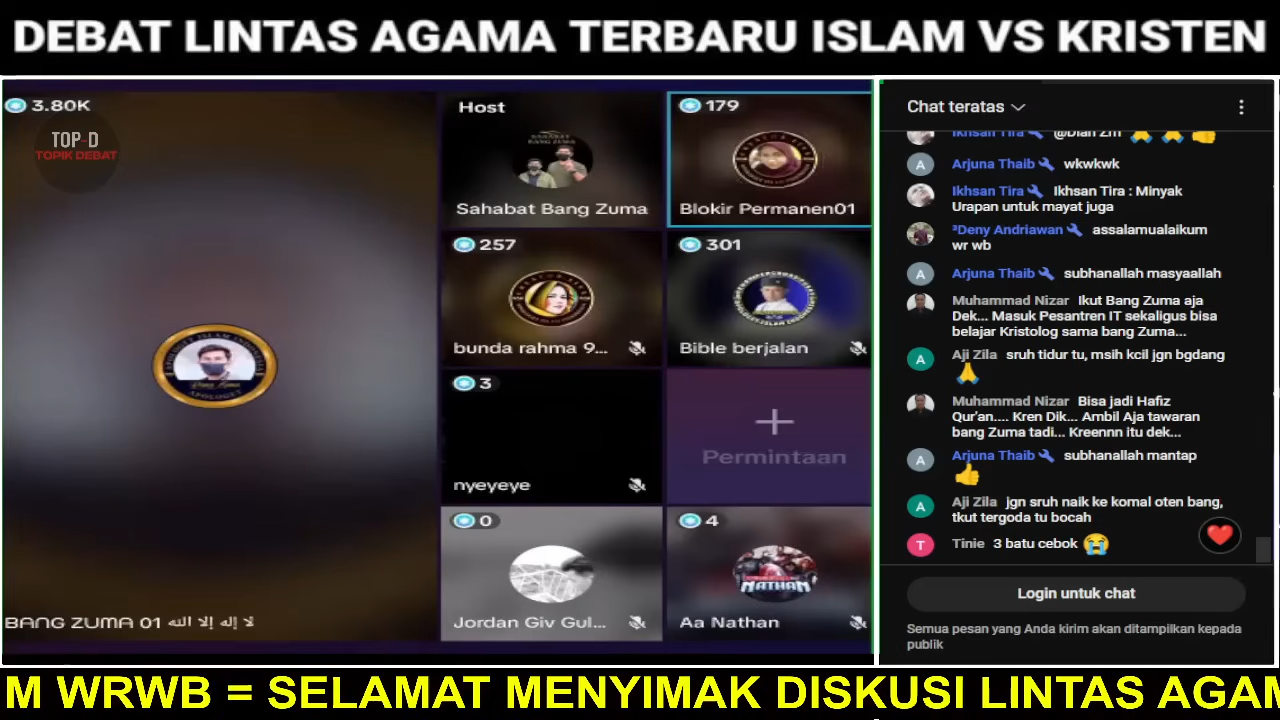 DEBAT LINTAS AGAMA TERBARU ISLAM VS KRISTEN
3.80K
TOP-D
TOPIK DEBAT
BANG ZUMA 01 لا إله إلا الله
Host
Sahabat Bang Zuma
179
Blokir Permanen01
257
bunda rahma 9...
301
Bible berjalan
3
nyeyeye
Permintaan
0
Jordan Giv Gul...
4
NATHAN
Aa Nathan
Chat teratas
Ikhsan Tira @Dian Zm 🙏 🙏 👍
Arjuna Thaib wkwkwk
Ikhsan Tira Ikhsan Tira : Minyak
Urapan untuk mayat juga
³Deny Andriawan assalamualaikum
wr wb
Arjuna Thaib subhanallah masyaallah
Muhammad Nizar Ikut Bang Zuma aja
Dek... Masuk Pesantren IT sekaligus bisa
belajar Kristolog sama bang Zuma...
Aji Zila sruh tidur tu, msih kcil jgn bgdang
🙏
Muhammad Nizar Bisa jadi Hafiz
Qur'an.... Kren Dik... Ambil Aja tawaran
bang Zuma tadi... Kreennn itu dek...
Arjuna Thaib subhanallah mantap
👍
Aji Zila jgn sruh naik ke komal oten bang,
tkut tergoda tu bocah
Tinie 3 batu cebok 😭
Login untuk chat
Semua pesan yang Anda kirim akan ditampilkan kepada
publik
M WRWB = SELAMAT MENYIMAK DISKUSI LINTAS AGAM